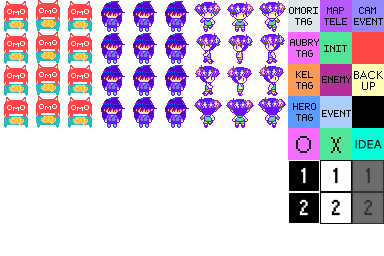 OMO OMO OMO
OMO OMO OMO
OMO OMO OMO
OMO OMO OMO
OMORI TAG
MAP TELE
CAM EVENT
AUBRY TAG
INIT
KEL TAG
ENEMY
BACK UP
HERO TAG
EVENT
O
X
IDEA
1 1 1
2 2 2